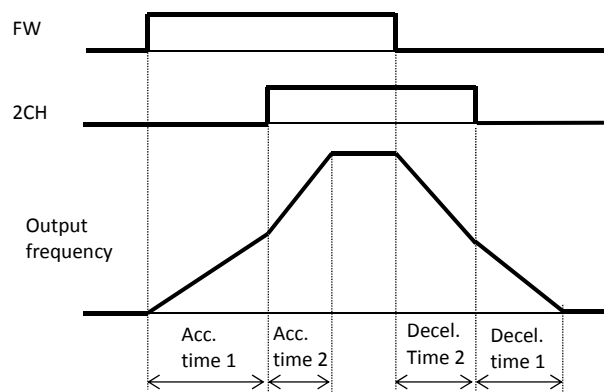 FW
2CH
Output
frequency
Acc.
time 1
Acc.
time 2
Decel.
Time 2
Decel.
time 1